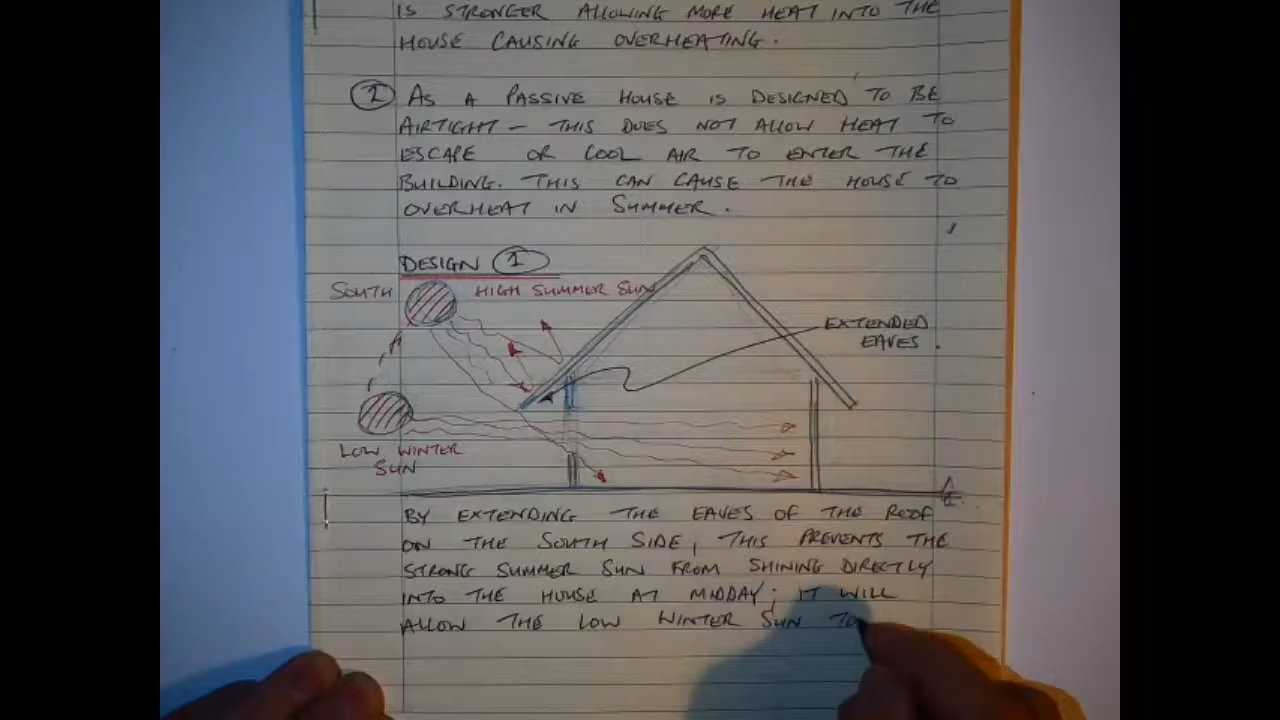 IS STRONGER ALLOWING MORE HEAT INTO THE
HOUSE CAUSING OVERHEATING.
2 AS A PASSIVE HOUSE IS DESIGNED TO BE
AIRTIGHT - THIS DOES NOT ALLOW HEAT TO
ESCAPE OR COOL AIR TO ENTER THE
BUILDING. THIS CAN CAUSE THE HOUSE TO
OVERHEAT IN SUMMER.
DESIGN 1
SOUTH
HIGH SUMMER SUN
EXTENDED
EAVES.
LOW WINTER
SUN
BY EXTENDING THE EAVES OF THE ROOF
ON THE SOUTH SIDE, THIS PREVENTS THE
STRONG SUMMER SUN FROM SHINING DIRECTLY
INTO THE HOUSE AT MIDDAY; IT WILL
ALLOW THE LOW WINTER SUN TO